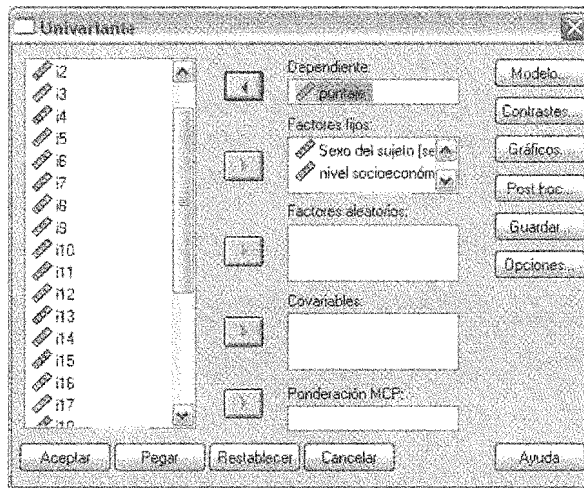 Univariante
i2
i3
i4
i5
i6
i7
i8
i9
i10
i11
i12
i13
i14
i15
i16
i17
Dependiente:
puntaje
Factores fijos:
Sexo del sujeto [se
nivel socioeconóm
Factores aleatorios:
Covariables:
Ponderación MCP:
Modelo...
Contrastes...
Gráficos...
Post hoc...
Guardar...
Opciones...
Aceptar
Pegar
Restablecer
Cancelar
Ayuda